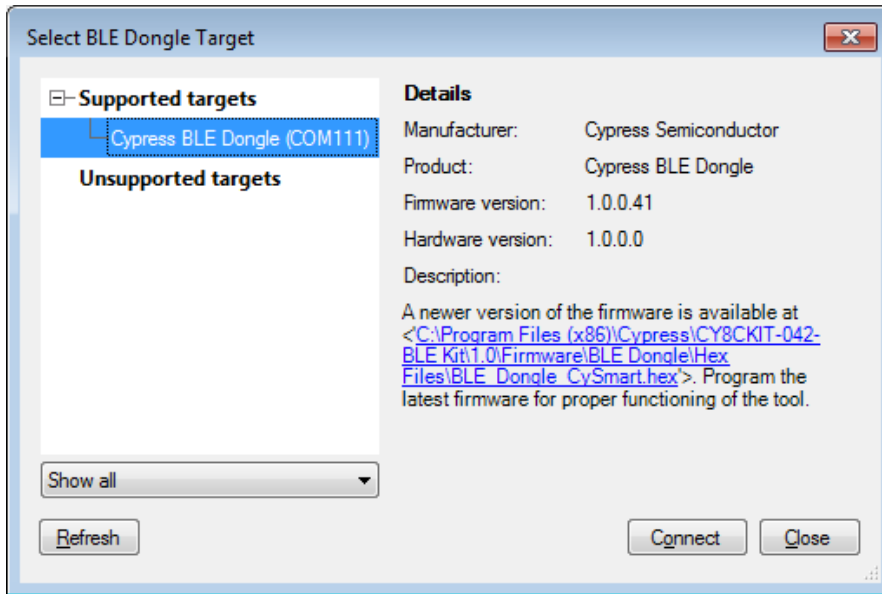 Select BLE Dongle Target
Supported targets
Cypress BLE Dongle (COM111)
Unsupported targets
Show all
Refresh
Details
Manufacturer: Cypress Semiconductor
Product: Cypress BLE Dongle
Firmware version: 1.0.0.41
Hardware version: 1.0.0.0
Description:
A newer version of the firmware is available at
<'C:\Program Files (x86)\Cypress\CY8CKIT-042-
BLE Kit\1.0\Firmware\BLE Dongle\Hex
Files\BLE_Dongle_CySmart.hex'>. Program the
latest firmware for proper functioning of the tool.
Connect
Close